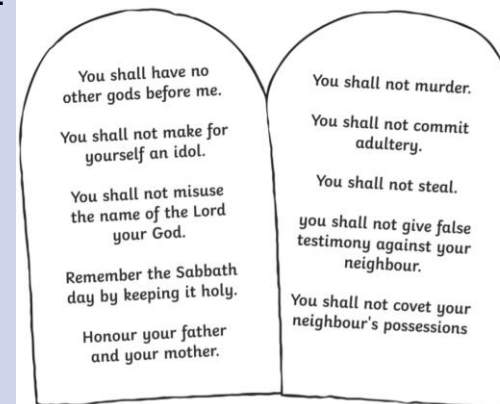 You shall have no
other gods before me.
You shall not make for
yourself an idol.
You shall not misuse
the name of the Lord
your God.
Remember the Sabbath
day by keeping it holy.
Honour your father
and your mother.
You shall not murder.
You shall not commit
adultery.
You shall not steal.
you shall not give false
testimony against your
neighbour.
You shall not covet your
neighbour's possessions